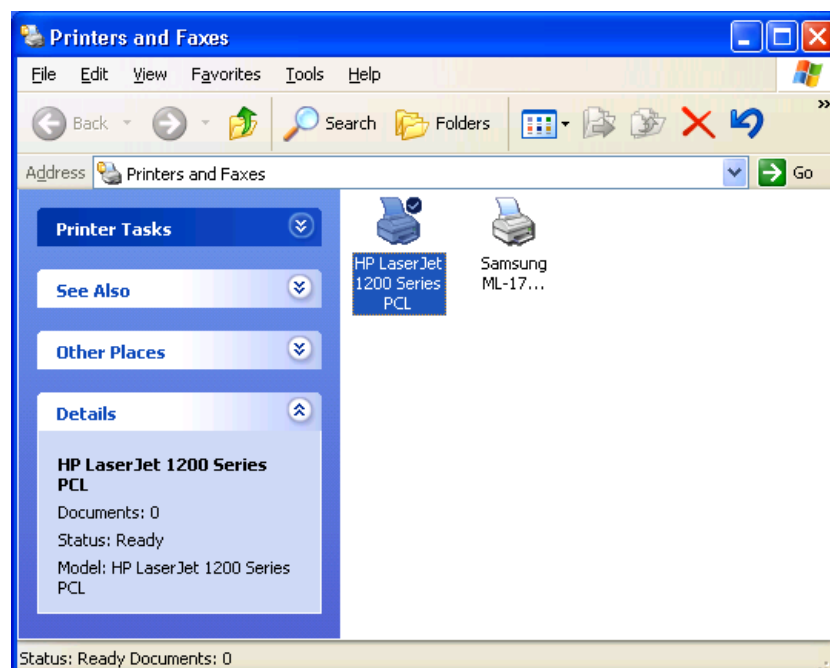 Printers and Faxes
File Edit View Favorites Tools Help
Back Search Folders »
Address Printers and Faxes Go
Printer Tasks
See Also
Other Places
Details
HP LaserJet 1200 Series
PCL
Documents: 0
Status: Ready
Model: HP LaserJet 1200 Series
PCL
HP LaserJet
1200 Series
PCL
Samsung
ML-17...
Status: Ready Documents: 0